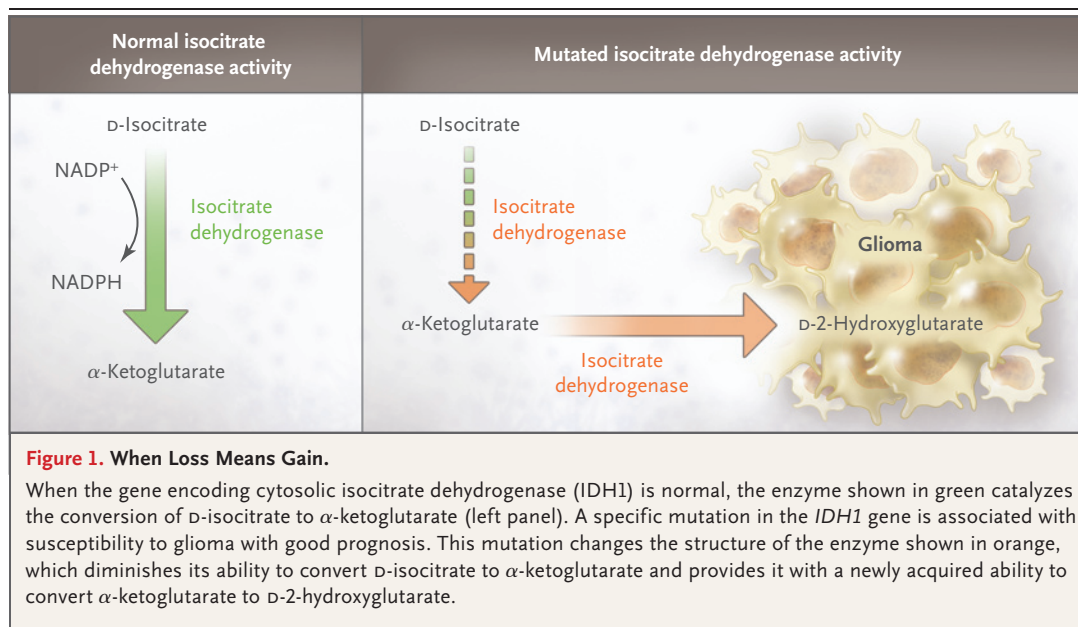 Normal isocitrate
dehydrogenase activity
Mutated isocitrate dehydrogenase activity
D-Isocitrate
NADP+
Isocitrate
dehydrogenase
NADPH
α-Ketoglutarate
D-Isocitrate
Isocitrate
dehydrogenase
α-Ketoglutarate
Isocitrate
dehydrogenase
Glioma
D-2-Hydroxyglutarate
Figure 1. When Loss Means Gain.
When the gene encoding cytosolic isocitrate dehydrogenase (IDH1) is normal, the enzyme shown in green catalyzes
the conversion of D-isocitrate to α-ketoglutarate (left panel). A specific mutation in the IDH1 gene is associated with
susceptibility to glioma with good prognosis. This mutation changes the structure of the enzyme shown in orange,
which diminishes its ability to convert D-isocitrate to α-ketoglutarate and provides it with a newly acquired ability to
convert α-ketoglutarate to D-2-hydroxyglutarate.